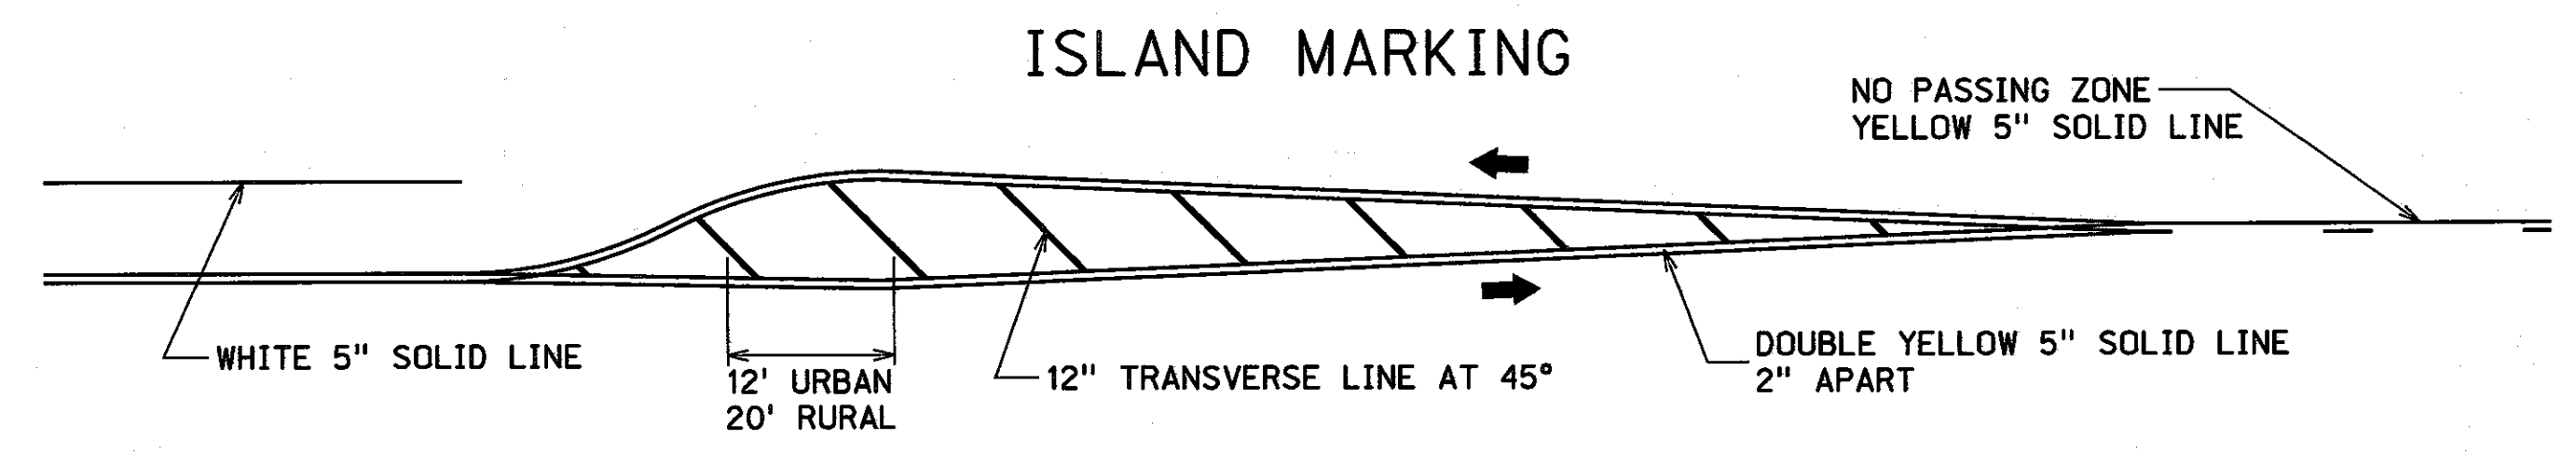 ISLAND MARKING
NO PASSING ZONE
YELLOW 5" SOLID LINE
WHITE 5" SOLID LINE
12' URBAN
20' RURAL
12" TRANSVERSE LINE AT 45°
DOUBLE YELLOW 5" SOLID LINE
2" APART